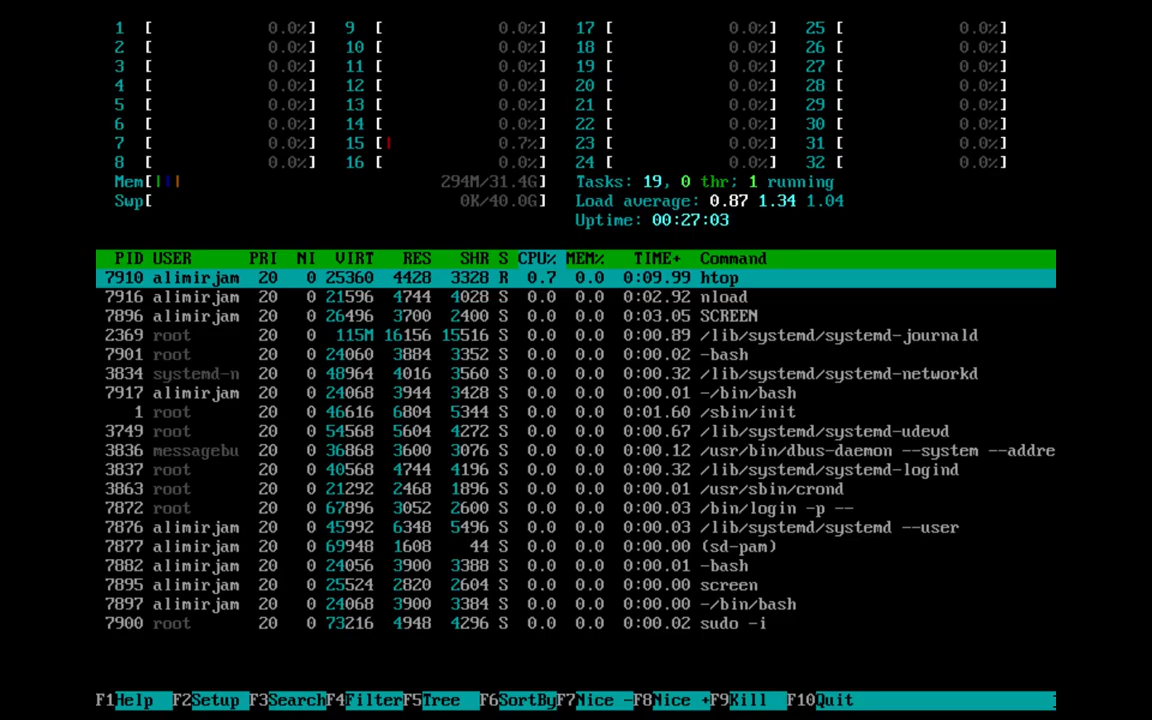 1 [ 0.0%] 9 [ 0.0%] 17 [ 0.0%] 25 [ 0.0%]
2 [ 0.0%] 10 [ 0.0%] 18 [ 0.0%] 26 [ 0.0%]
3 [ 0.0%] 11 [ 0.0%] 19 [ 0.0%] 27 [ 0.0%]
4 [ 0.0%] 12 [ 0.0%] 20 [ 0.0%] 28 [ 0.0%]
5 [ 0.0%] 13 [ 0.0%] 21 [ 0.0%] 29 [ 0.0%]
6 [ 0.0%] 14 [ 0.0%] 22 [ 0.0%] 30 [ 0.0%]
7 [ 0.0%] 15 [| 0.7%] 23 [ 0.0%] 31 [ 0.0%]
8 [ 0.0%] 16 [ 0.0%] 24 [ 0.0%] 32 [ 0.0%]
Mem[||| 294M/31.4G] Tasks: 19, 0 thr; 1 running
Swp[ 0K/40.0G] Load average: 0.87 1.34 1.04
Uptime: 00:27:03
PID USER PRI NI VIRT RES SHR S CPU% MEM% TIME+ Command
7910 alimirjam 20 0 25360 4428 3328 R 0.7 0.0 0:09.99 htop
7916 alimirjam 20 0 21596 4744 4028 S 0.0 0.0 0:02.92 nload
7896 alimirjam 20 0 26496 3700 2400 S 0.0 0.0 0:03.05 SCREEN
2369 root 20 0 115M 16156 15516 S 0.0 0.0 0:00.89 /lib/systemd/systemd-journald
7901 root 20 0 24060 3884 3352 S 0.0 0.0 0:00.02 -bash
3834 systemd-n 20 0 48964 4016 3560 S 0.0 0.0 0:00.32 /lib/systemd/systemd-networkd
7917 alimirjam 20 0 24068 3944 3428 S 0.0 0.0 0:00.01 -/bin/bash
1 root 20 0 46616 6804 5344 S 0.0 0.0 0:01.60 /sbin/init
3749 root 20 0 54568 5604 4272 S 0.0 0.0 0:00.67 /lib/systemd/systemd-udevd
3836 messagebu 20 0 36868 3600 3076 S 0.0 0.0 0:00.12 /usr/bin/dbus-daemon --system --addre
3837 root 20 0 40568 4744 4196 S 0.0 0.0 0:00.32 /lib/systemd/systemd-logind
3863 root 20 0 21292 2468 1896 S 0.0 0.0 0:00.01 /usr/sbin/crond
7872 root 20 0 67896 3052 2600 S 0.0 0.0 0:00.03 /bin/login -p --
7876 alimirjam 20 0 45992 6348 5496 S 0.0 0.0 0:00.03 /lib/systemd/systemd --user
7877 alimirjam 20 0 69948 1608 44 S 0.0 0.0 0:00.00 (sd-pam)
7882 alimirjam 20 0 24056 3900 3388 S 0.0 0.0 0:00.01 -bash
7895 alimirjam 20 0 25524 2820 2604 S 0.0 0.0 0:00.00 screen
7897 alimirjam 20 0 24068 3900 3384 S 0.0 0.0 0:00.00 -/bin/bash
7900 root 20 0 73216 4948 4296 S 0.0 0.0 0:00.02 sudo -i
F1Help F2Setup F3SearchF4FilterF5Tree F6SortByF7Nice -F8Nice +F9Kill F10Quit